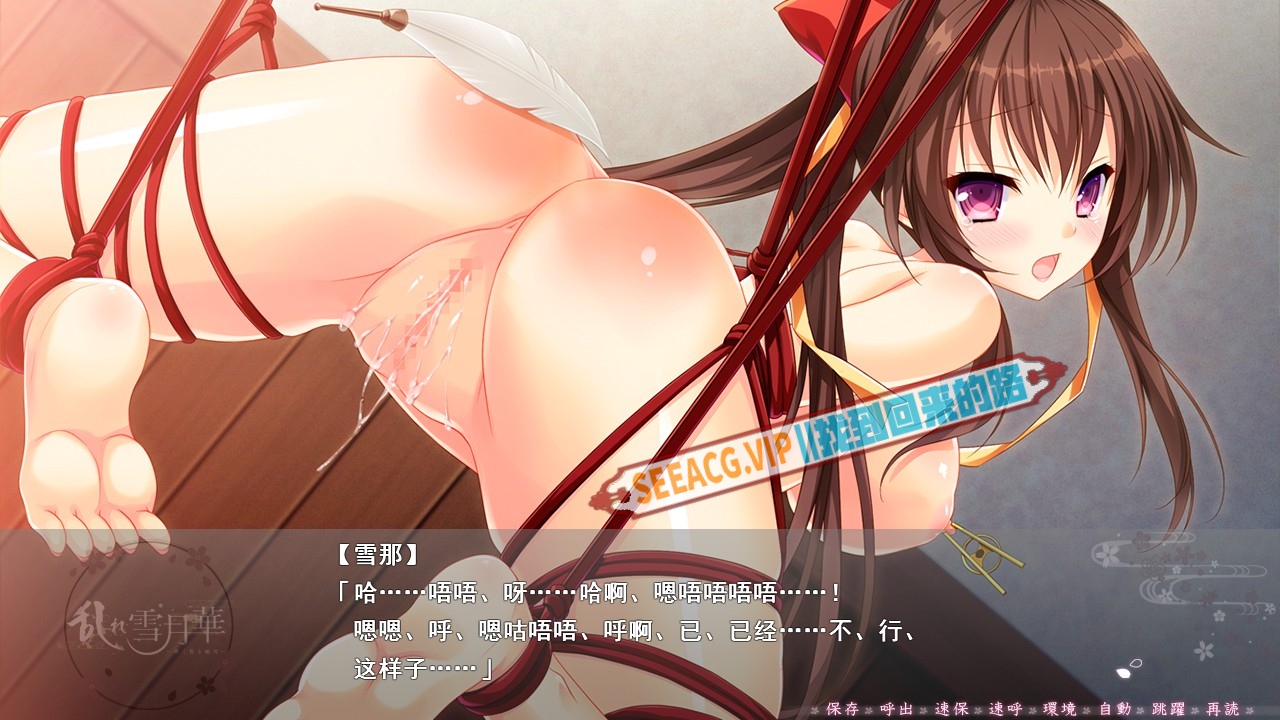 SEEACG.VIP ||找到回来的路
【雪那】
「哈……唔唔、呀……哈啊、嗯唔唔唔唔……！
嗯嗯、呼、嗯咕唔唔、呼啊、已、已经……不、行、
这样子……」
乱れ雪月華
保存 呼出 速保 速呼 環境 自動 跳躍 再読